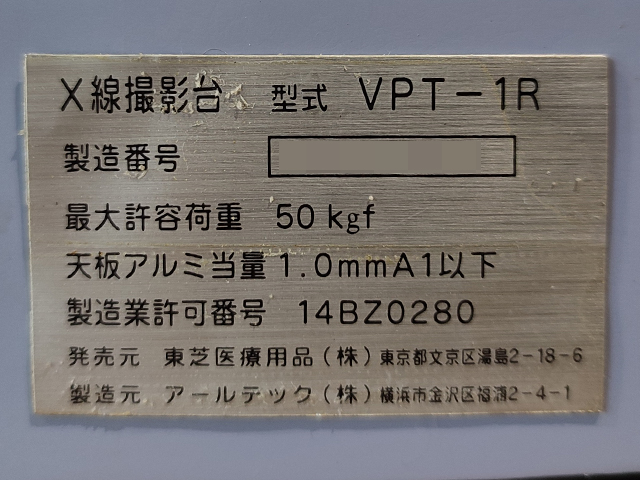 X線撮影台 型式 VPT-1R
製造番号
最大許容荷重 50kgf
天板アルミ当量1.0mmA1以下
製造業許可番号 14BZ0280
発売元 東芝医療用品(株)東京都文京区湯島2-18-6
製造元 アールテック(株)横浜市金沢区福浦2-4-1